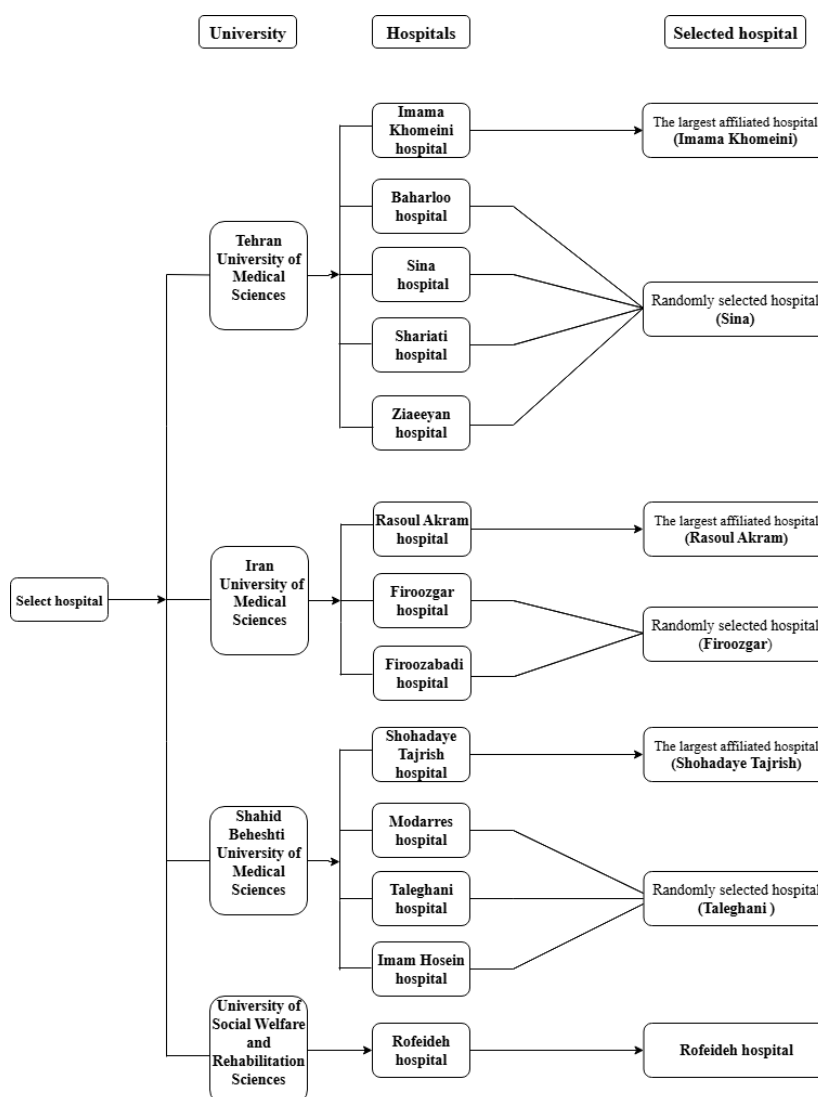 University
Hospitals
Selected hospital
Select hospital
Tehran
University of
Medical
Sciences
Imama
Khomeini
hospital
The largest affiliated hospital
(Imama Khomeini)
Baharloo
hospital
Sina
hospital
Shariati
hospital
Ziaeeyan
hospital
Randomly selected hospital
(Sina)
Iran
University of
Medical
Sciences
Rasoul Akram
hospital
The largest affiliated hospital
(Rasoul Akram)
Firoozgar
hospital
Firoozabadi
hospital
Randomly selected hospital
(Firoozgar)
Shahid
Beheshti
University of
Medical
Sciences
Shohadaye
Tajrish
hospital
The largest affiliated hospital
(Shohadaye Tajrish)
Modarres
hospital
Taleghani
hospital
Imam Hosein
hospital
Randomly selected hospital
(Taleghani )
University of
Social Welfare
and
Rehabilitation
Sciences
Rofeideh
hospital
Rofeideh hospital